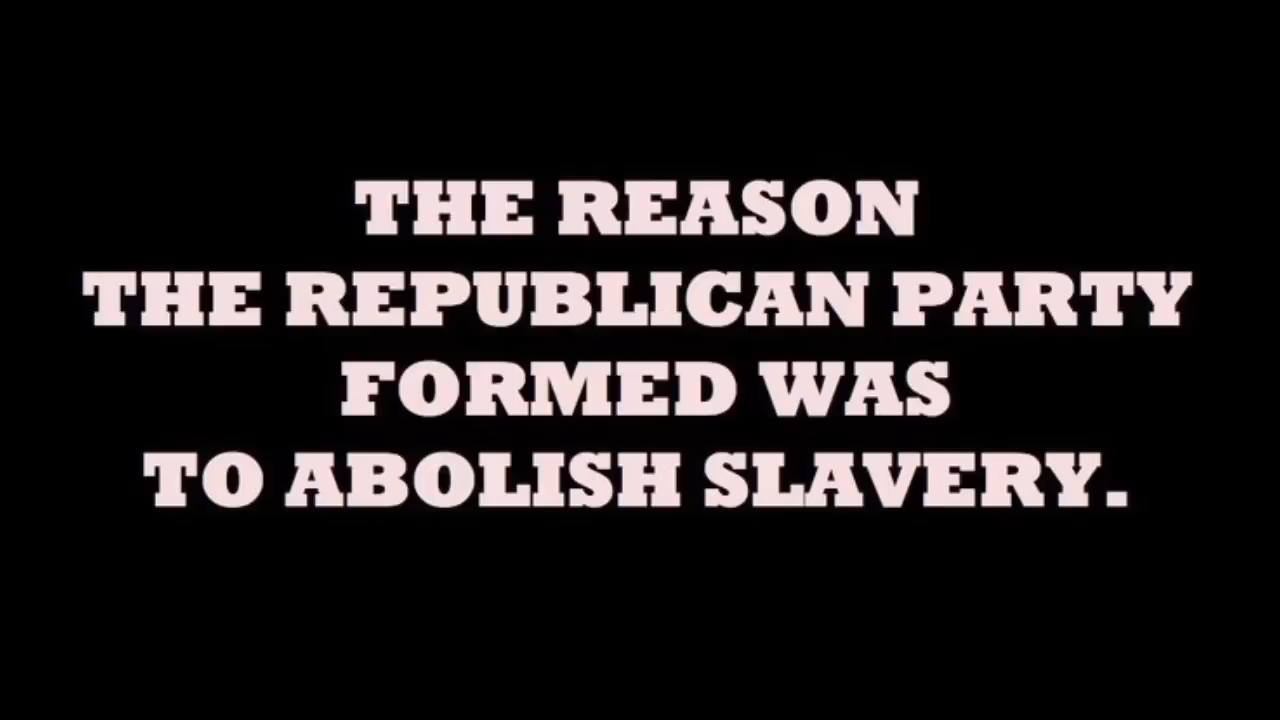 THE REASON
THE REPUBLICAN PARTY
FORMED WAS
TO ABOLISH SLAVERY.